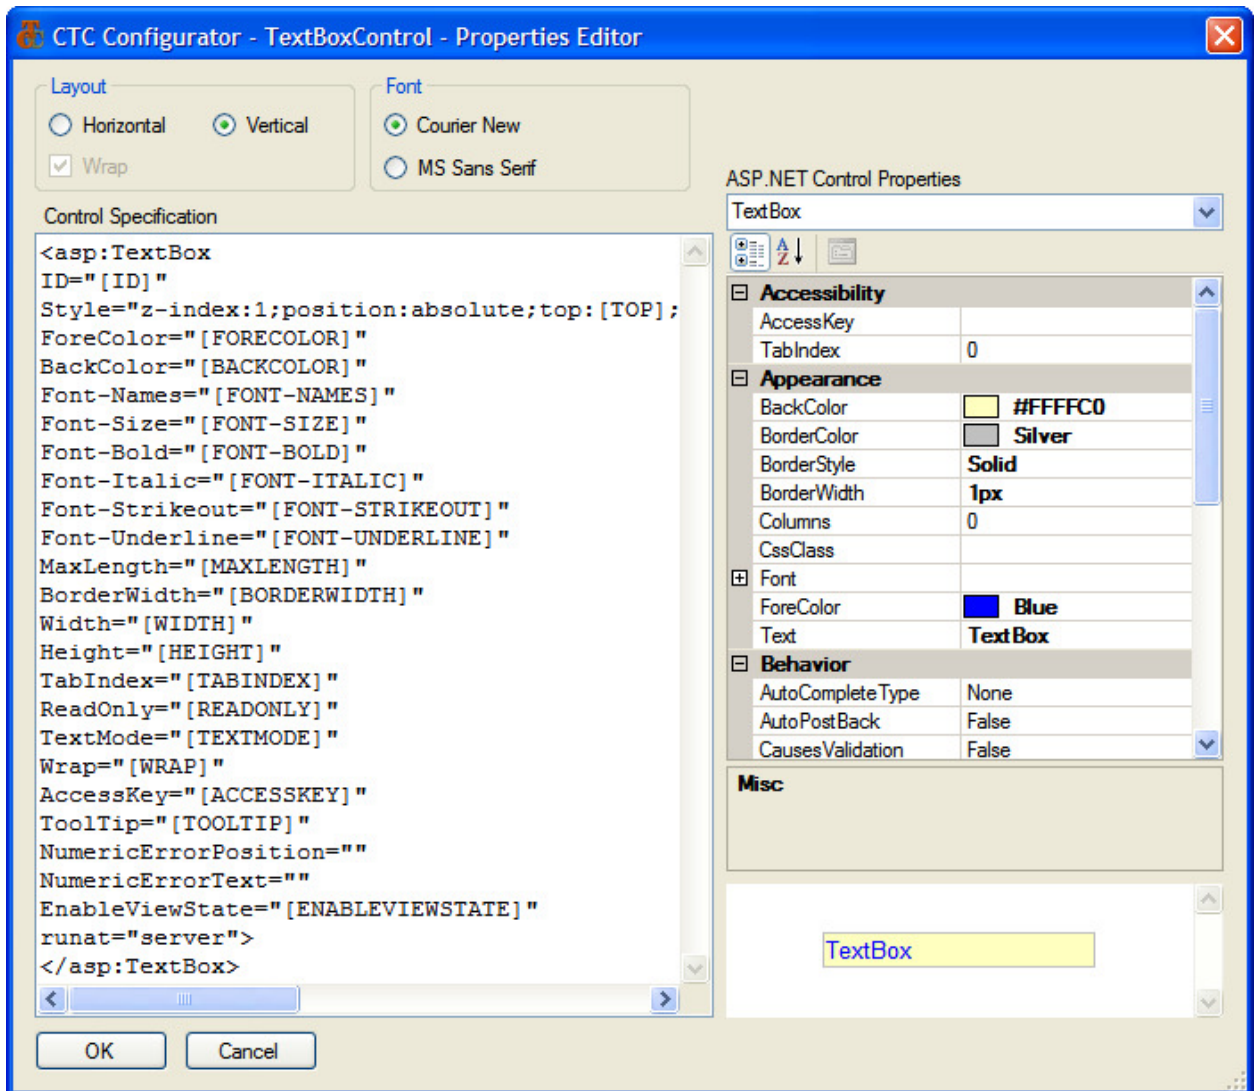 CTC Configurator - TextBoxControl - Properties Editor
Layout
Horizontal
Vertical
Wrap
Font
Courier New
MS Sans Serif
Control Specification
<asp:TextBox
ID="[ID]"
Style="z-index:1;position:absolute;top:[TOP];
ForeColor="[FORECOLOR]"
BackColor="[BACKCOLOR]"
Font-Names="[FONT-NAMES]"
Font-Size="[FONT-SIZE]"
Font-Bold="[FONT-BOLD]"
Font-Italic="[FONT-ITALIC]"
Font-Strikeout="[FONT-STRIKEOUT]"
Font-Underline="[FONT-UNDERLINE]"
MaxLength="[MAXLENGTH]"
BorderWidth="[BORDERWIDTH]"
Width="[WIDTH]"
Height="[HEIGHT]"
TabIndex="[TABINDEX]"
ReadOnly="[READONLY]"
TextMode="[TEXTMODE]"
Wrap="[WRAP]"
AccessKey="[ACCESSKEY]"
ToolTip="[TOOLTIP]"
NumericErrorPosition=""
NumericErrorText=""
EnableViewState="[ENABLEVIEWSTATE]"
runat="server">
</asp:TextBox>
OK
Cancel
ASP.NET Control Properties
TextBox
Accessibility
AccessKey
TabIndex 0
Appearance
BackColor #FFFFC0
BorderColor Silver
BorderStyle Solid
BorderWidth 1px
Columns 0
CssClass
Font
ForeColor Blue
Text TextBox
Behavior
AutoCompleteType None
AutoPostBack False
CausesValidation False
Misc
TextBox